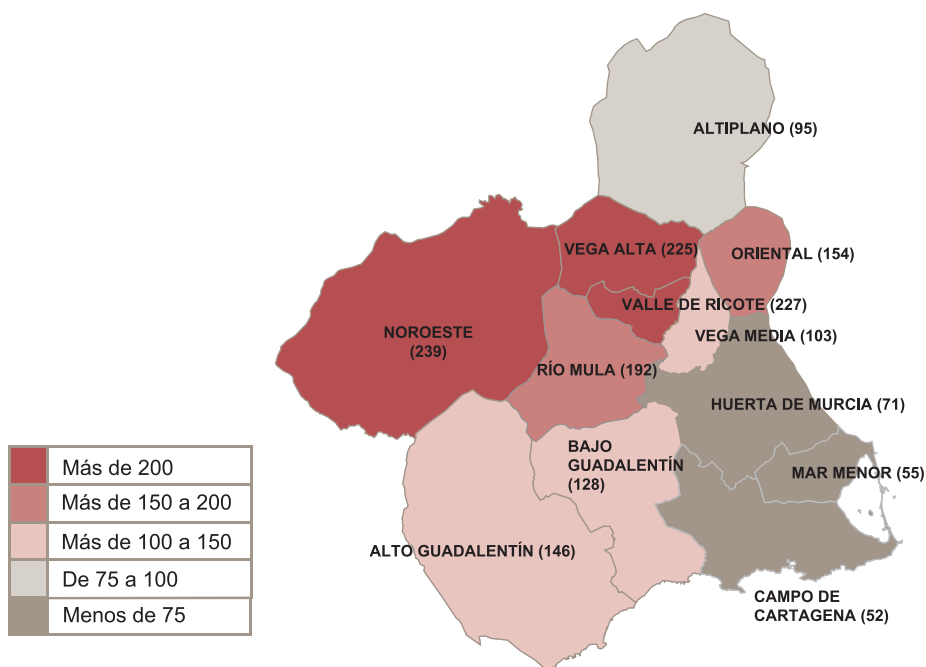 ALTIPLANO (95)
VEGA ALTA (225)
ORIENTAL (154)
VALLE DE RICOTE (227)
NOROESTE
(239)
VEGA MEDIA (103)
RÍO MULA (192)
HUERTA DE MURCIA (71)
BAJO
GUADALENTÍN
(128)
MAR MENOR (55)
ALTO GUADALENTÍN (146)
CAMPO DE
CARTAGENA (52)
Más de 200
Más de 150 a 200
Más de 100 a 150
De 75 a 100
Menos de 75